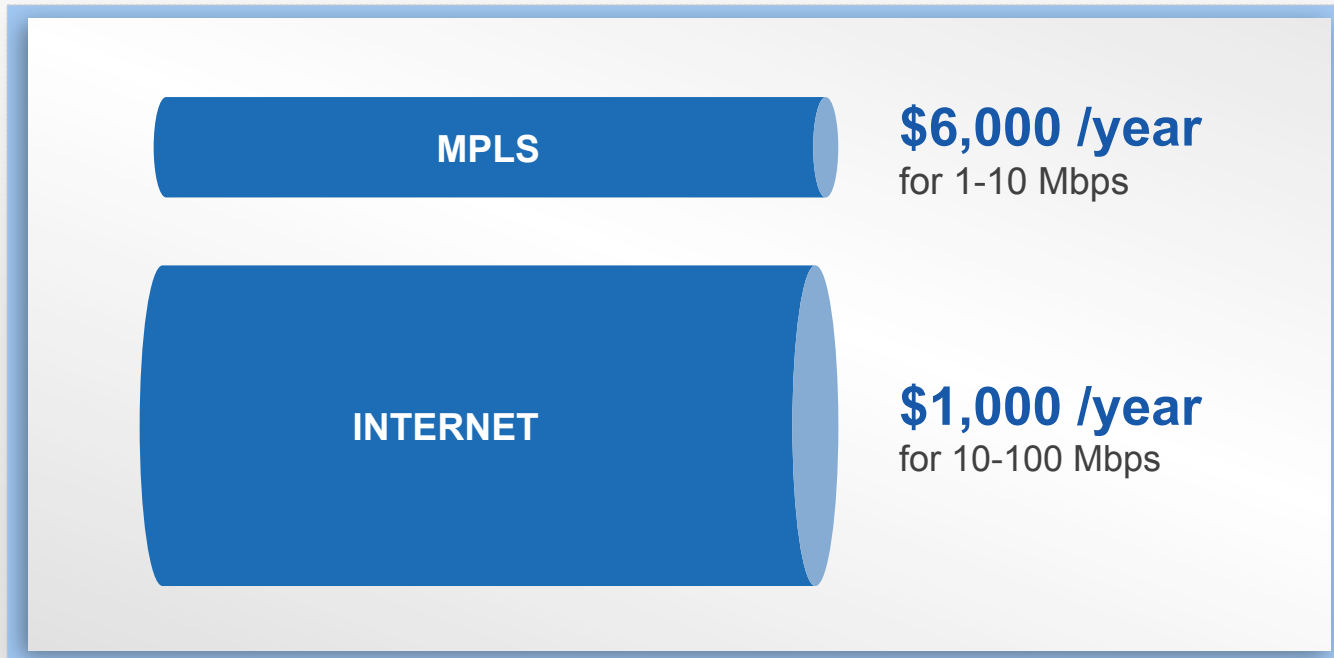 MPLS
$6,000 /year
for 1-10 Mbps
INTERNET
$1,000 /year
for 10-100 Mbps